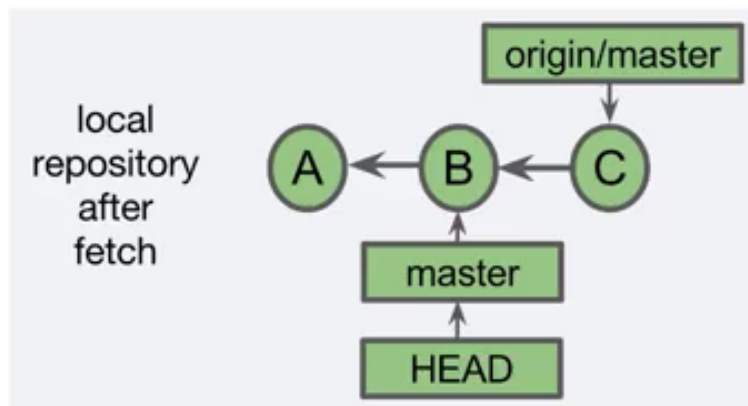 origin/master
local
repository
after
fetch
A
B
C
master
HEAD